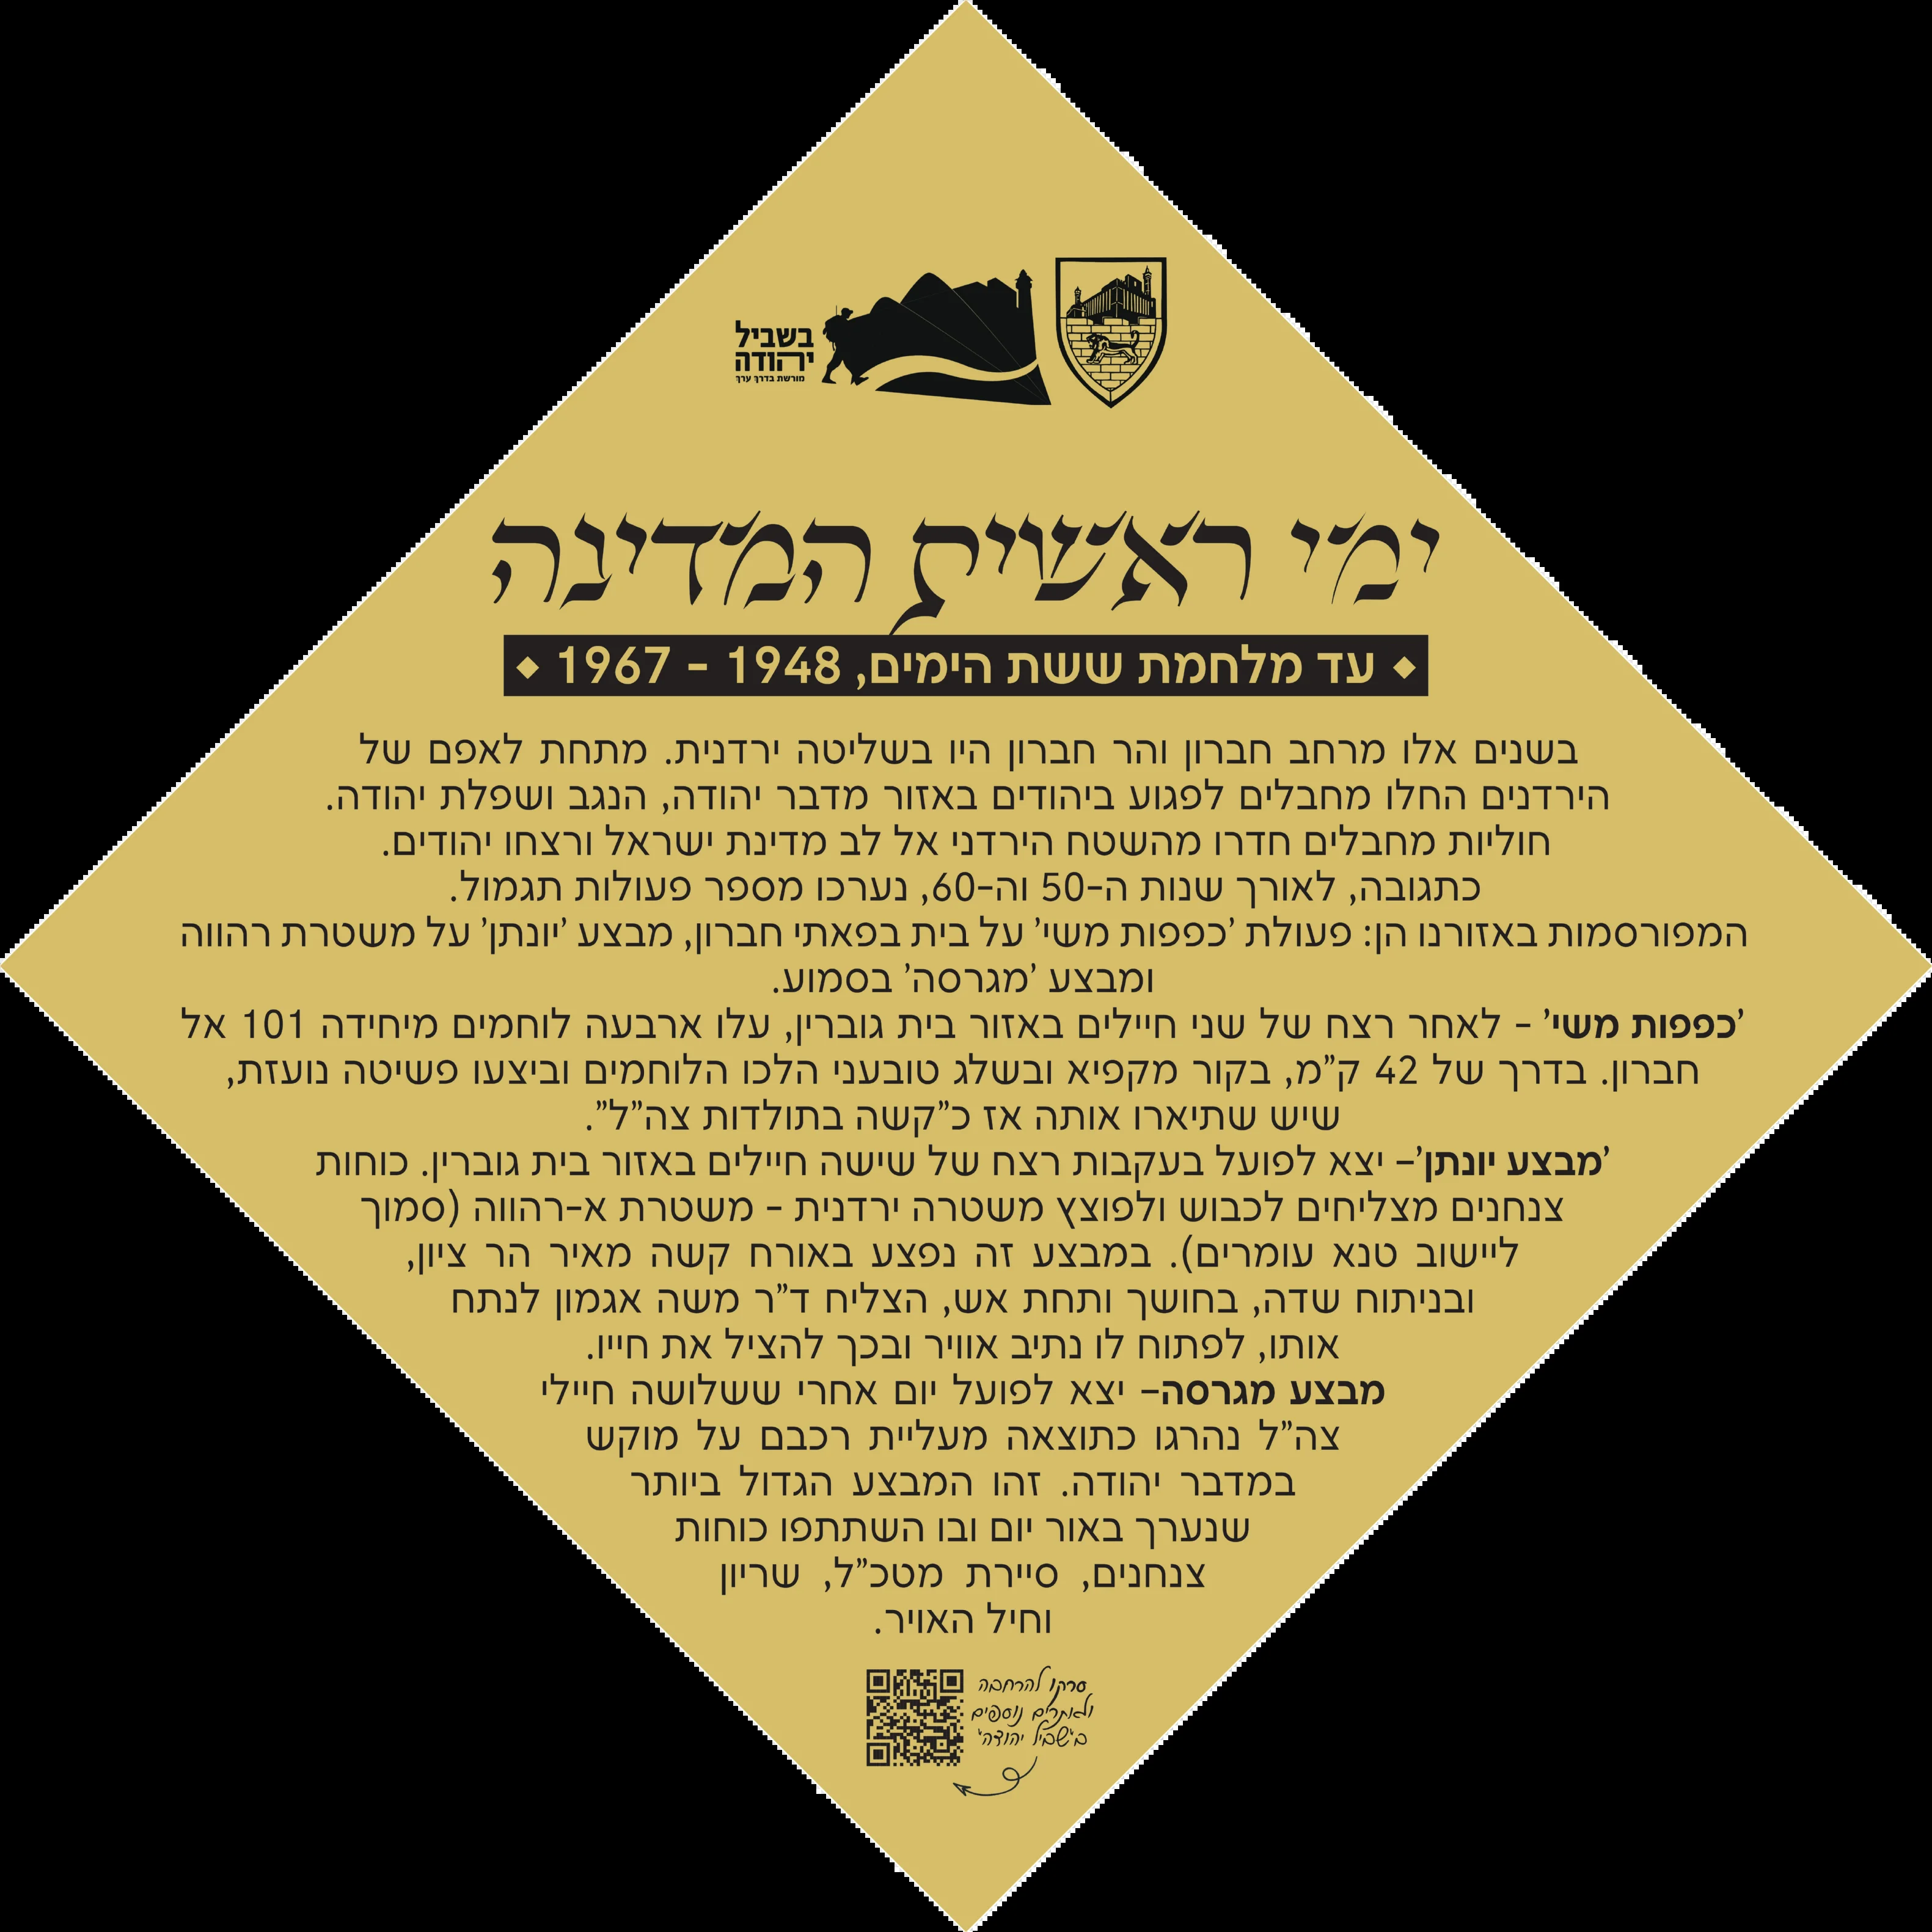 בשביל
יהודה
מורשת בדרך ערך
ימי ראשית המדינה
עד מלחמת ששת הימים, 1948 - 1967
בשנים אלו מרחב חברון והר חברון היו בשליטה ירדנית. מתחת לאפם של
הירדנים החלו מחבלים לפגוע ביהודים באזור מדבר יהודה, הנגב ושפלת יהודה.
חוליות מחבלים חדרו מהשטח הירדני אל לב מדינת ישראל ורצחו יהודים.
כתגובה, לאורך שנות ה-50 וה-60, נערכו מספר פעולות תגמול.
המפורסמות באזורנו הן: פעולת 'כפפות משי' על בית בפאתי חברון, מבצע 'יונתן' על משטרת רהווה
ומבצע 'מגרסה' בסמוע.
'כפפות משי' - לאחר רצח של שני חיילים באזור בית גוברין, עלו ארבעה לוחמים מיחידה 101 אל
חברון. בדרך של 42 ק"מ, בקור מקפיא ובשלג טובעני הלכו הלוחמים וביצעו פשיטה נועזת,
שיש שתיארו אותה אז כ"קשה בתולדות צה"ל".
'מבצע יונתן'- יצא לפועל בעקבות רצח של שישה חיילים באזור בית גוברין. כוחות
צנחנים מצליחים לכבוש ולפוצץ משטרה ירדנית - משטרת א-רהווה (סמוך
ליישוב טנא עומרים). במבצע זה נפצע באורח קשה מאיר הר ציון,
ובניתוח שדה, בחושך ותחת אש, הצליח ד"ר משה אגמון לנתח
אותו, לפתוח לו נתיב אוויר ובכך להציל את חייו.
מבצע מגרסה- יצא לפועל יום אחרי ששלושה חיילי
צה"ל נהרגו כתוצאה מעליית רכבם על מוקש
במדבר יהודה. זהו המבצע הגדול ביותר
שנערך באור יום ובו השתתפו כוחות
צנחנים, סיירת מטכ"ל, שריון
וחיל האויר.
סרקו להרחבה
ולאתרים נוספים
ב'שביל יהודה'